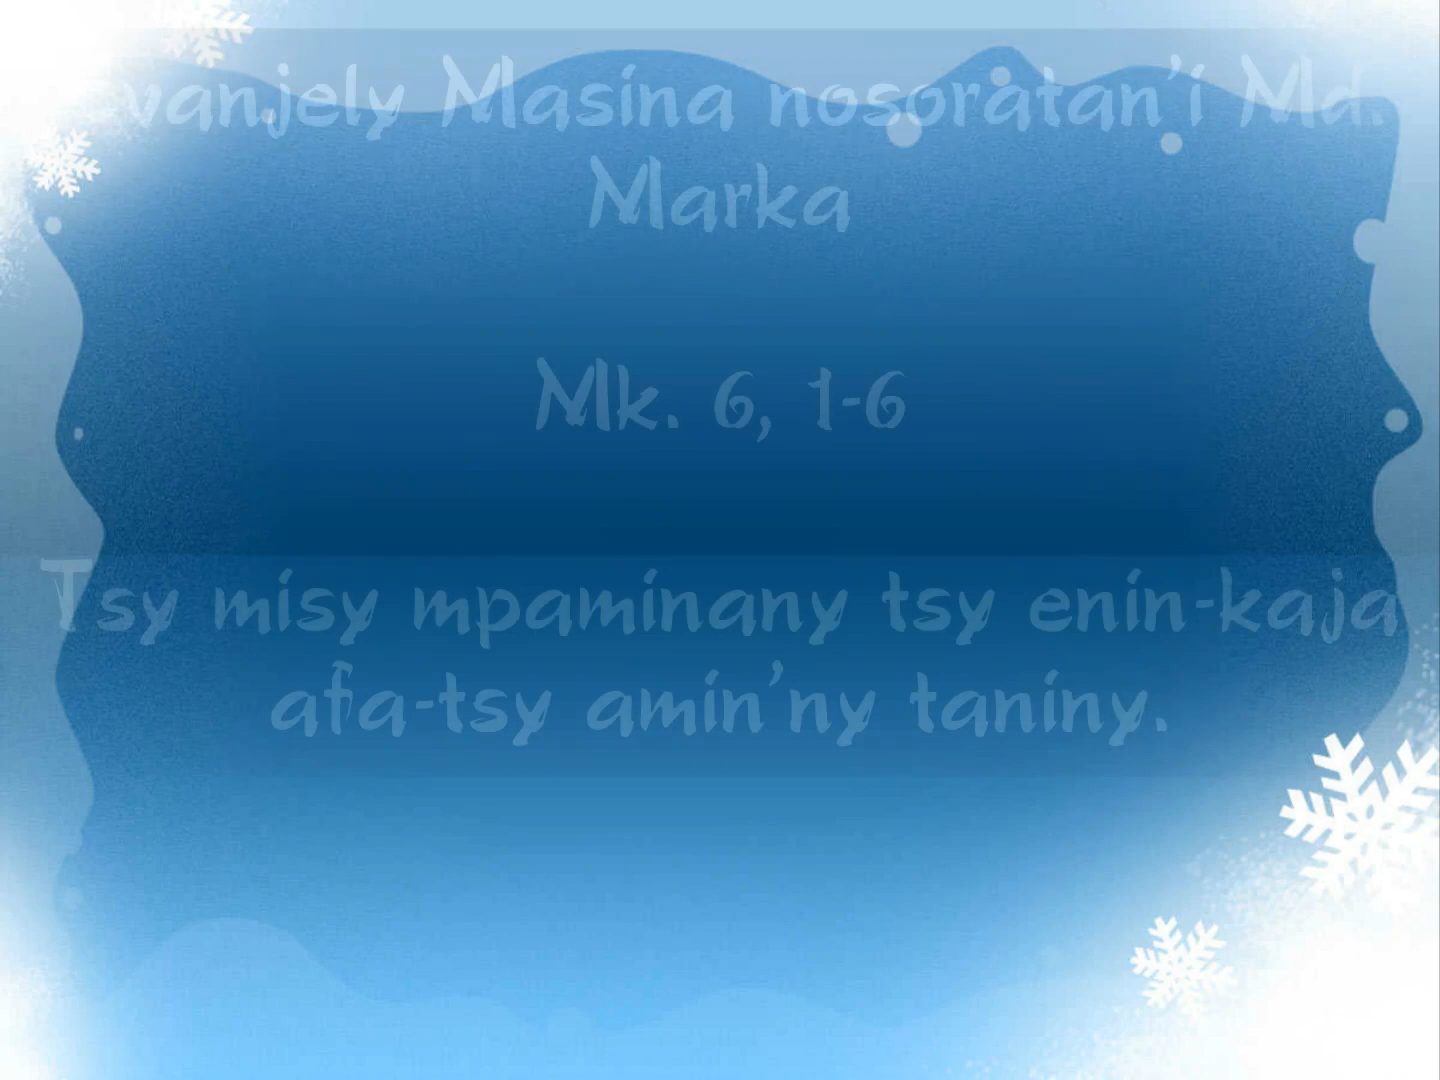 Evanjely Masina nosoratan'i Md.
Marka
Mk. 6, 1-6
Tsy misy mpaminany tsy enin-kaja
afa-tsy amin'ny taniny.